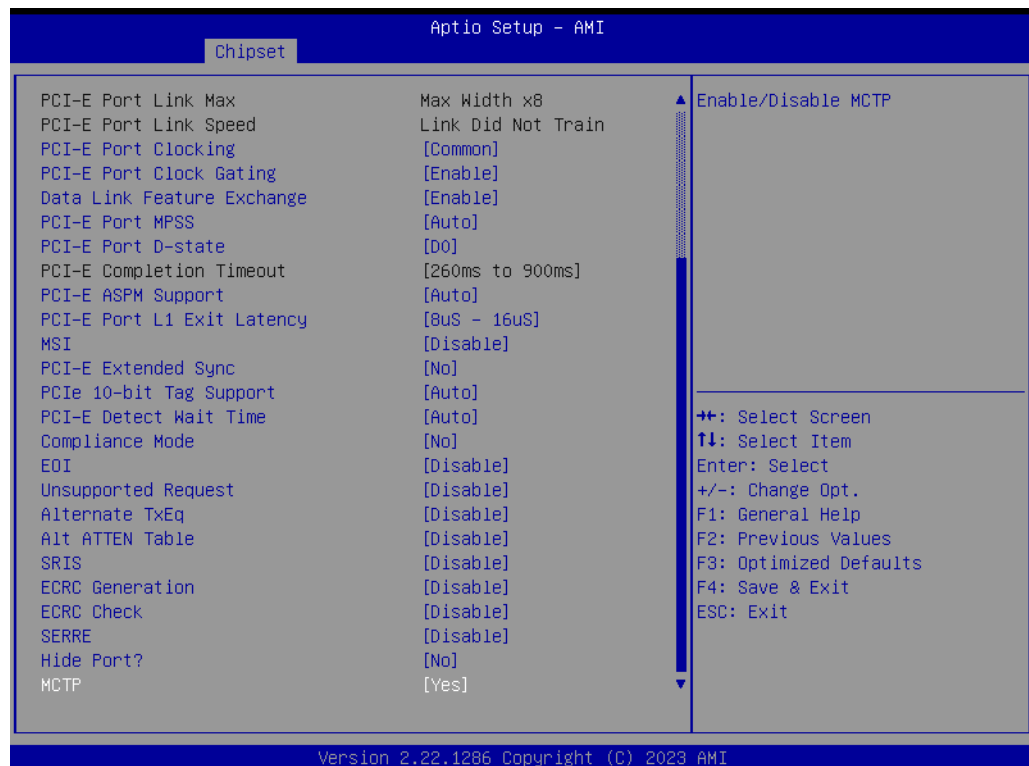 Aptio Setup – AMI
Chipset
PCI-E Port Link Max Max Width x8
PCI-E Port Link Speed Link Did Not Train
PCI-E Port Clocking [Common]
PCI-E Port Clock Gating [Enable]
Data Link Feature Exchange [Enable]
PCI-E Port MPSS [Auto]
PCI-E Port D-state [D0]
PCI-E Completion Timeout [260ms to 900ms]
PCI-E ASPM Support [Auto]
PCI-E Port L1 Exit Latency [8uS - 16uS]
MSI [Disable]
PCI-E Extended Sync [No]
PCIe 10-bit Tag Support [Auto]
PCI-E Detect Wait Time [Auto]
Compliance Mode [No]
EOI [Disable]
Unsupported Request [Disable]
Alternate TxEq [Disable]
Alt ATTEN Table [Disable]
SRIS [Disable]
ECRC Generation [Disable]
ECRC Check [Disable]
SERRE [Disable]
Hide Port? [No]
MCTP [Yes]
Enable/Disable MCTP
→←: Select Screen
↑↓: Select Item
Enter: Select
+/-: Change Opt.
F1: General Help
F2: Previous Values
F3: Optimized Defaults
F4: Save & Exit
ESC: Exit
Version 2.22.1286 Copyright (C) 2023 AMI